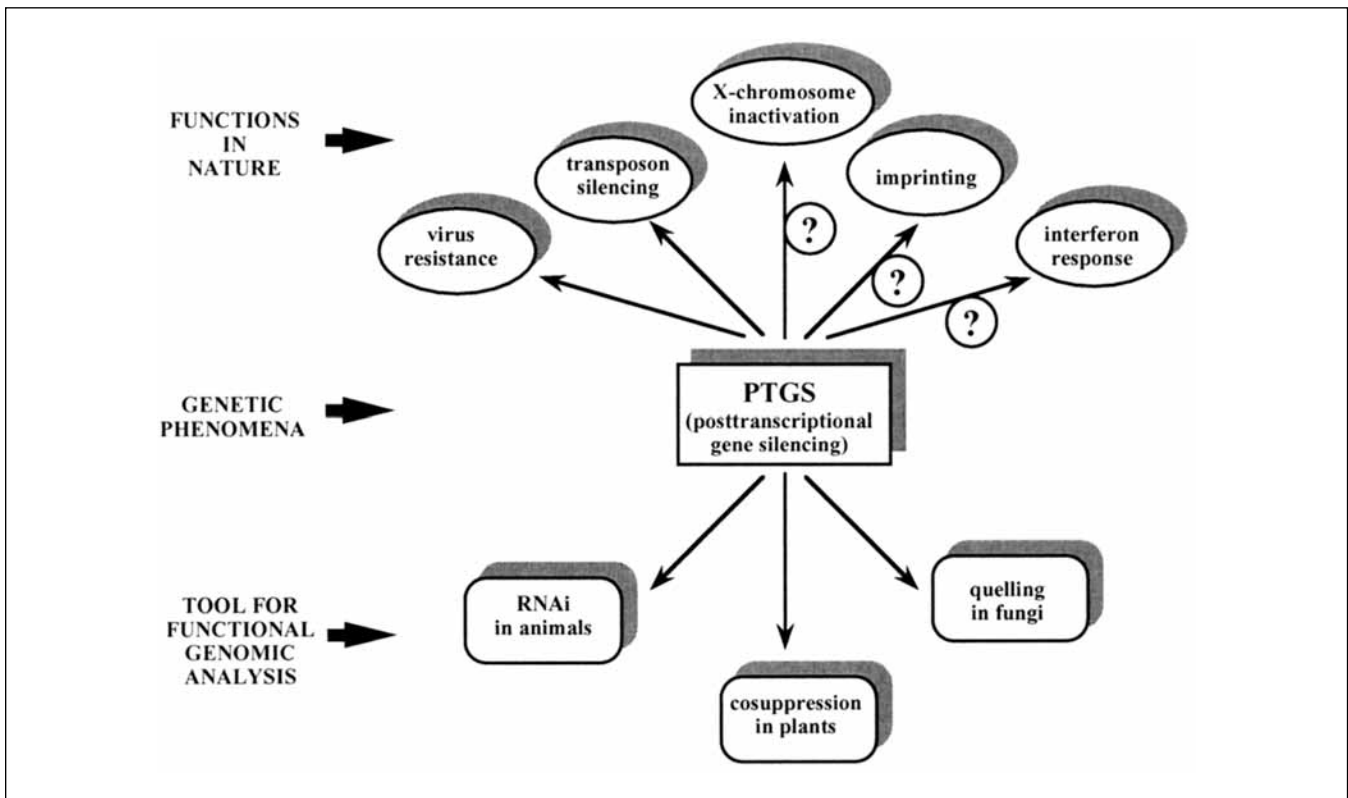 FUNCTIONS
IN
NATURE
virus
resistance
transposon
silencing
X-chromosome
inactivation
imprinting
interferon
response
?
?
?
GENETIC
PHENOMENA
PTGS
(posttranscriptional
gene silencing)
TOOL FOR
FUNCTIONAL
GENOMIC
ANALYSIS
RNAi
in animals
cosuppression
in plants
quelling
in fungi